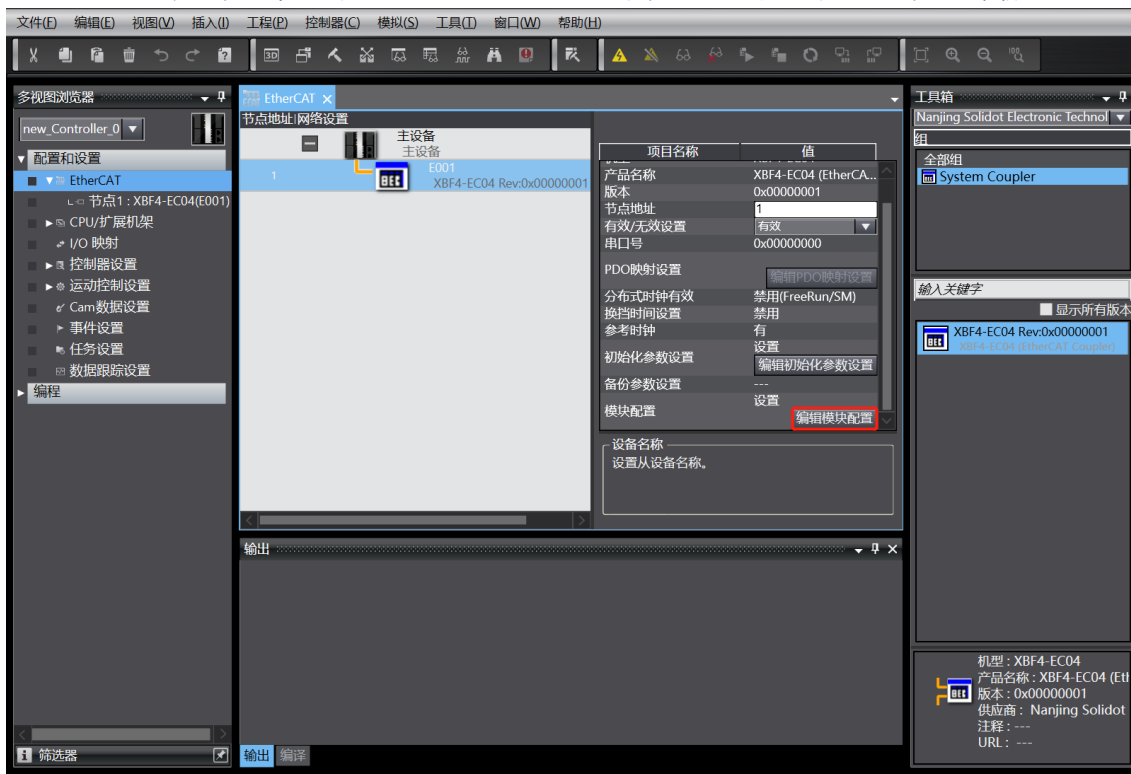 文件(F) 编辑(E) 视图(V) 插入(I) 工程(P) 控制器(C) 模拟(S) 工具(T) 窗口(W) 帮助(H)
多视图浏览器
new_Controller_0
配置和设置
EtherCAT
节点1 : XBF4-EC04(E001)
CPU/扩展机架
I/O 映射
控制器设置
运动控制设置
Cam数据设置
事件设置
任务设置
数据跟踪设置
编程
筛选器
EtherCAT
节点地址|网络设置
主设备
主设备
1
E001
XBF4-EC04 Rev:0x00000001
项目名称 值
产品名称 XBF4-EC04 (EtherCA...
版本 0x00000001
节点地址 1
有效/无效设置 有效
串口号 0x00000000
PDO映射设置 编辑PDO映射设置
分布式时钟有效 禁用(FreeRun/SM)
换挡时间设置 禁用
参考时钟 有
初始化参数设置 设置
编辑初始化参数设置
备份参数设置 ---
模块配置 设置
编辑模块配置
设备名称
设置从设备名称。
输出
输出 编译
工具箱
Nanjing Solidot Electronic Technol
组
全部组
System Coupler
输入关键字
显示所有版本
XBF4-EC04 Rev:0x00000001
XBF4-EC04 (EtherCAT Coupler)
机型 : XBF4-EC04
产品名称 : XBF4-EC04 (Eth
版本 : 0x00000001
供应商 : Nanjing Solidot
注释 : ---
URL : ---